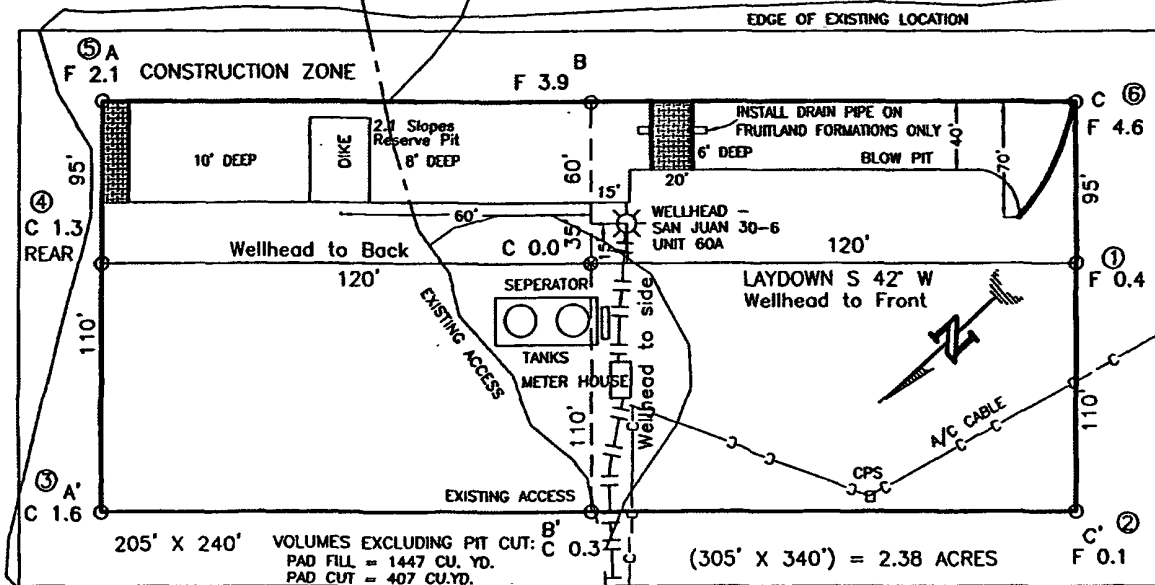 EDGE OF EXISTING LOCATION
⑤ A
F 2.1
CONSTRUCTION ZONE
B
F 3.9
C ⑥
F 4.6
INSTALL DRAIN PIPE ON
FRUITLAND FORMATIONS ONLY
2.1 Slopes
Reserve Pit
10' DEEP
DIKE
8' DEEP
6' DEEP
BLOW PIT
40'
70'
95'
60'
95'
15'
20'
④
C 1.3
REAR
60'
WELLHEAD -
SAN JUAN 30-6
UNIT 60A
Wellhead to Back
120'
C 0.0
35'
15'
120'
①
F 0.4
LAYDOWN S 42° W
Wellhead to Front
SEPERATOR
TANKS
METER HOUSE
Wellhead to side
EXISTING ACCESS
N
110'
110'
110'
A/C CABLE
CPS
③ A'
C 1.6
EXISTING ACCESS
B'
C 0.3
C' ②
F 0.1
205' X 240'
VOLUMES EXCLUDING PIT CUT:
PAD FILL = 1447 CU. YD.
PAD CUT = 407 CU.YD.
(305' X 340') = 2.38 ACRES